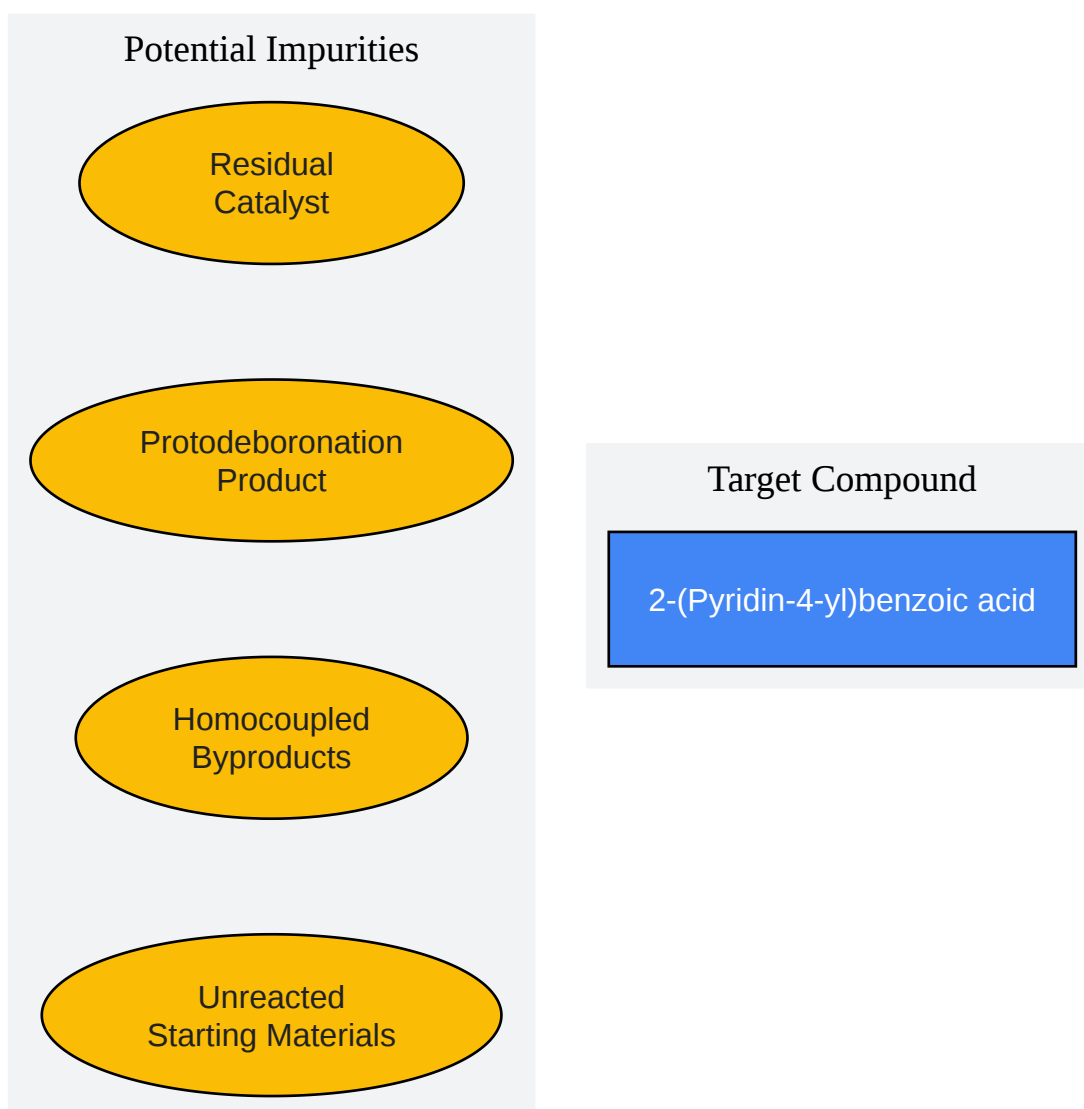 Potential Impurities
Residual
Catalyst
Protodeboronation
Product
Homocoupled
Byproducts
Unreacted
Starting Materials
Target Compound
2-(Pyridin-4-yl)benzoic acid